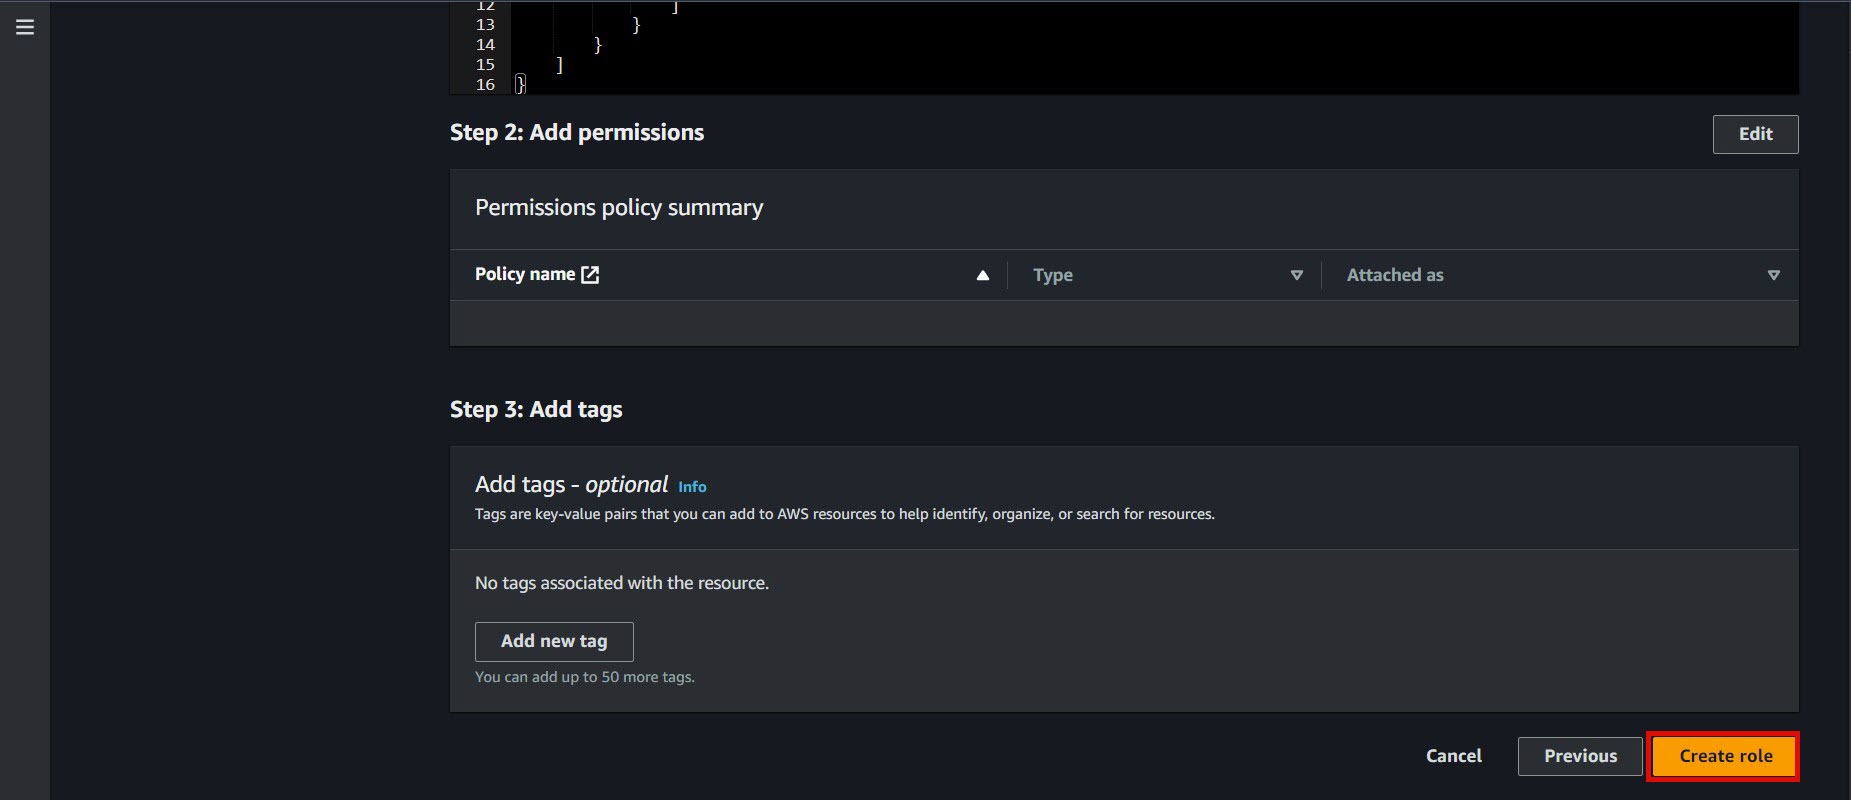 12 ]
13 }
14 }
15 ]
16 }
Step 2: Add permissions
Edit
Permissions policy summary
Policy name
Type
Attached as
Step 3: Add tags
Add tags - optional Info
Tags are key-value pairs that you can add to AWS resources to help identify, organize, or search for resources.
No tags associated with the resource.
Add new tag
You can add up to 50 more tags.
Cancel
Previous
Create role